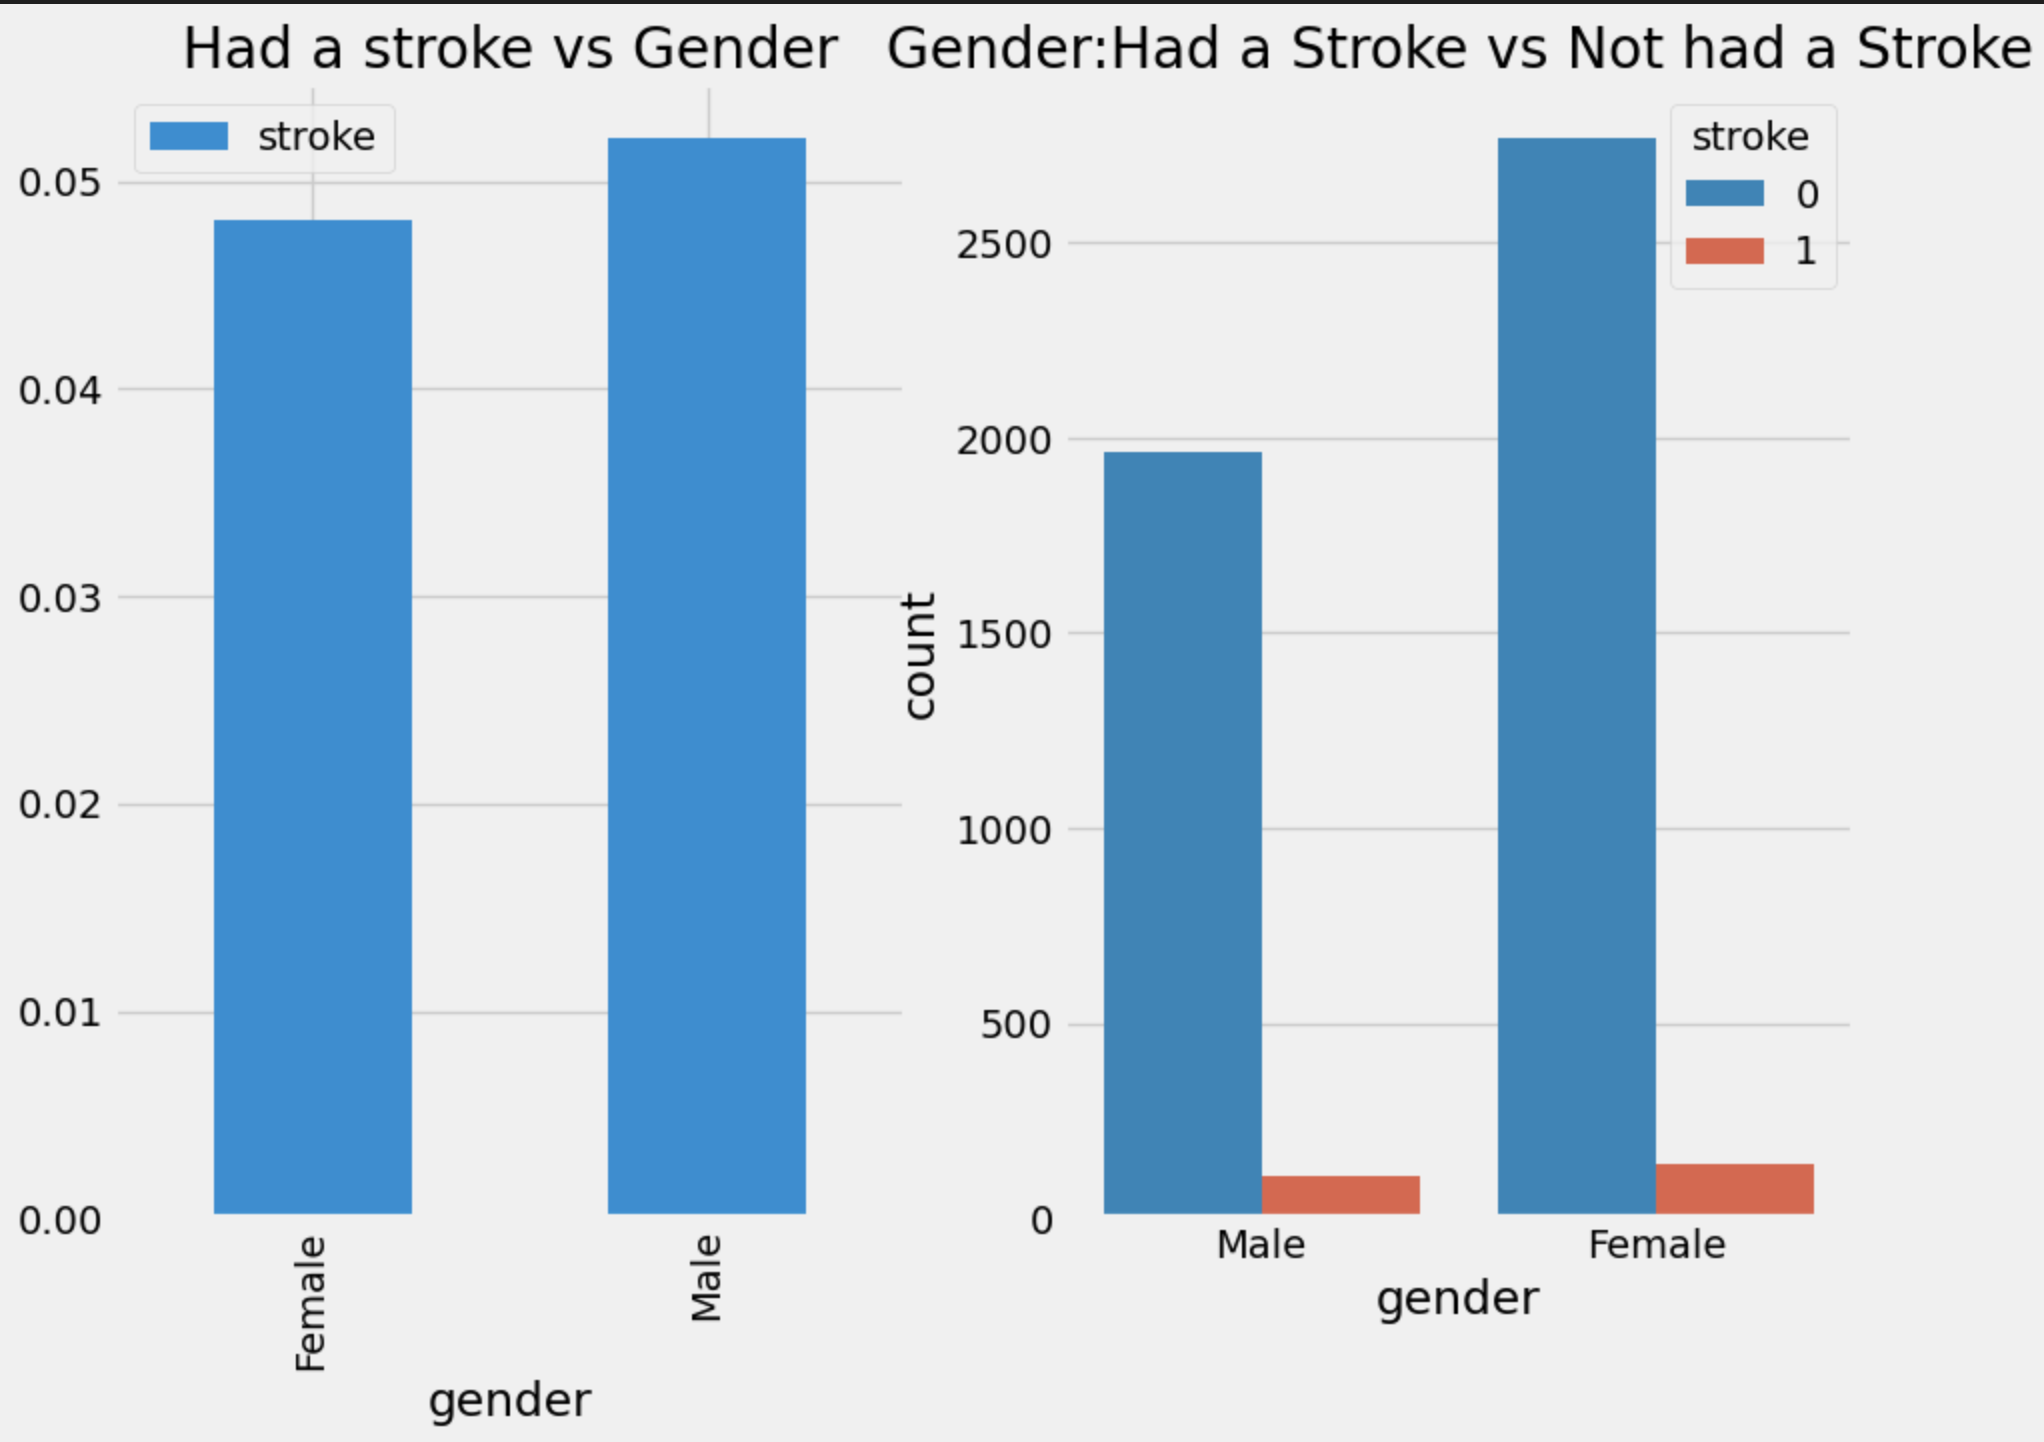 Had a stroke vs Gender
stroke
0.05
0.04
0.03
0.02
0.01
0.00
Female
Male
gender
Gender:Had a Stroke vs Not had a Stroke
stroke
0
1
2500
2000
1500
1000
500
0
count
Male
Female
gender